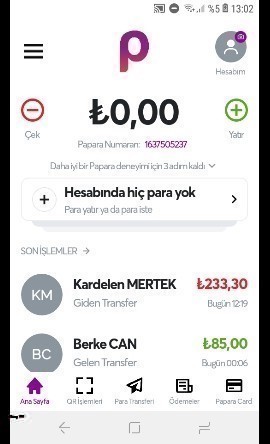 %5 13:02
Hesabım
₺0,00
Çek
Yatır
Papara Numaran: 1637505237
Daha iyi bir Papara deneyimi için 3 adım kaldı
Hesabında hiç para yok
Para yatır ya da para iste
SON İŞLEMLER →
KM
Kardelen MERTEK
₺233,30
Giden Transfer
Bugün 12:19
BC
Berke CAN
₺85,00
Gelen Transfer
Bugün 00:06
Ana Sayfa
QR İşlemleri
Para Transferi
Ödemeler
Papara Card